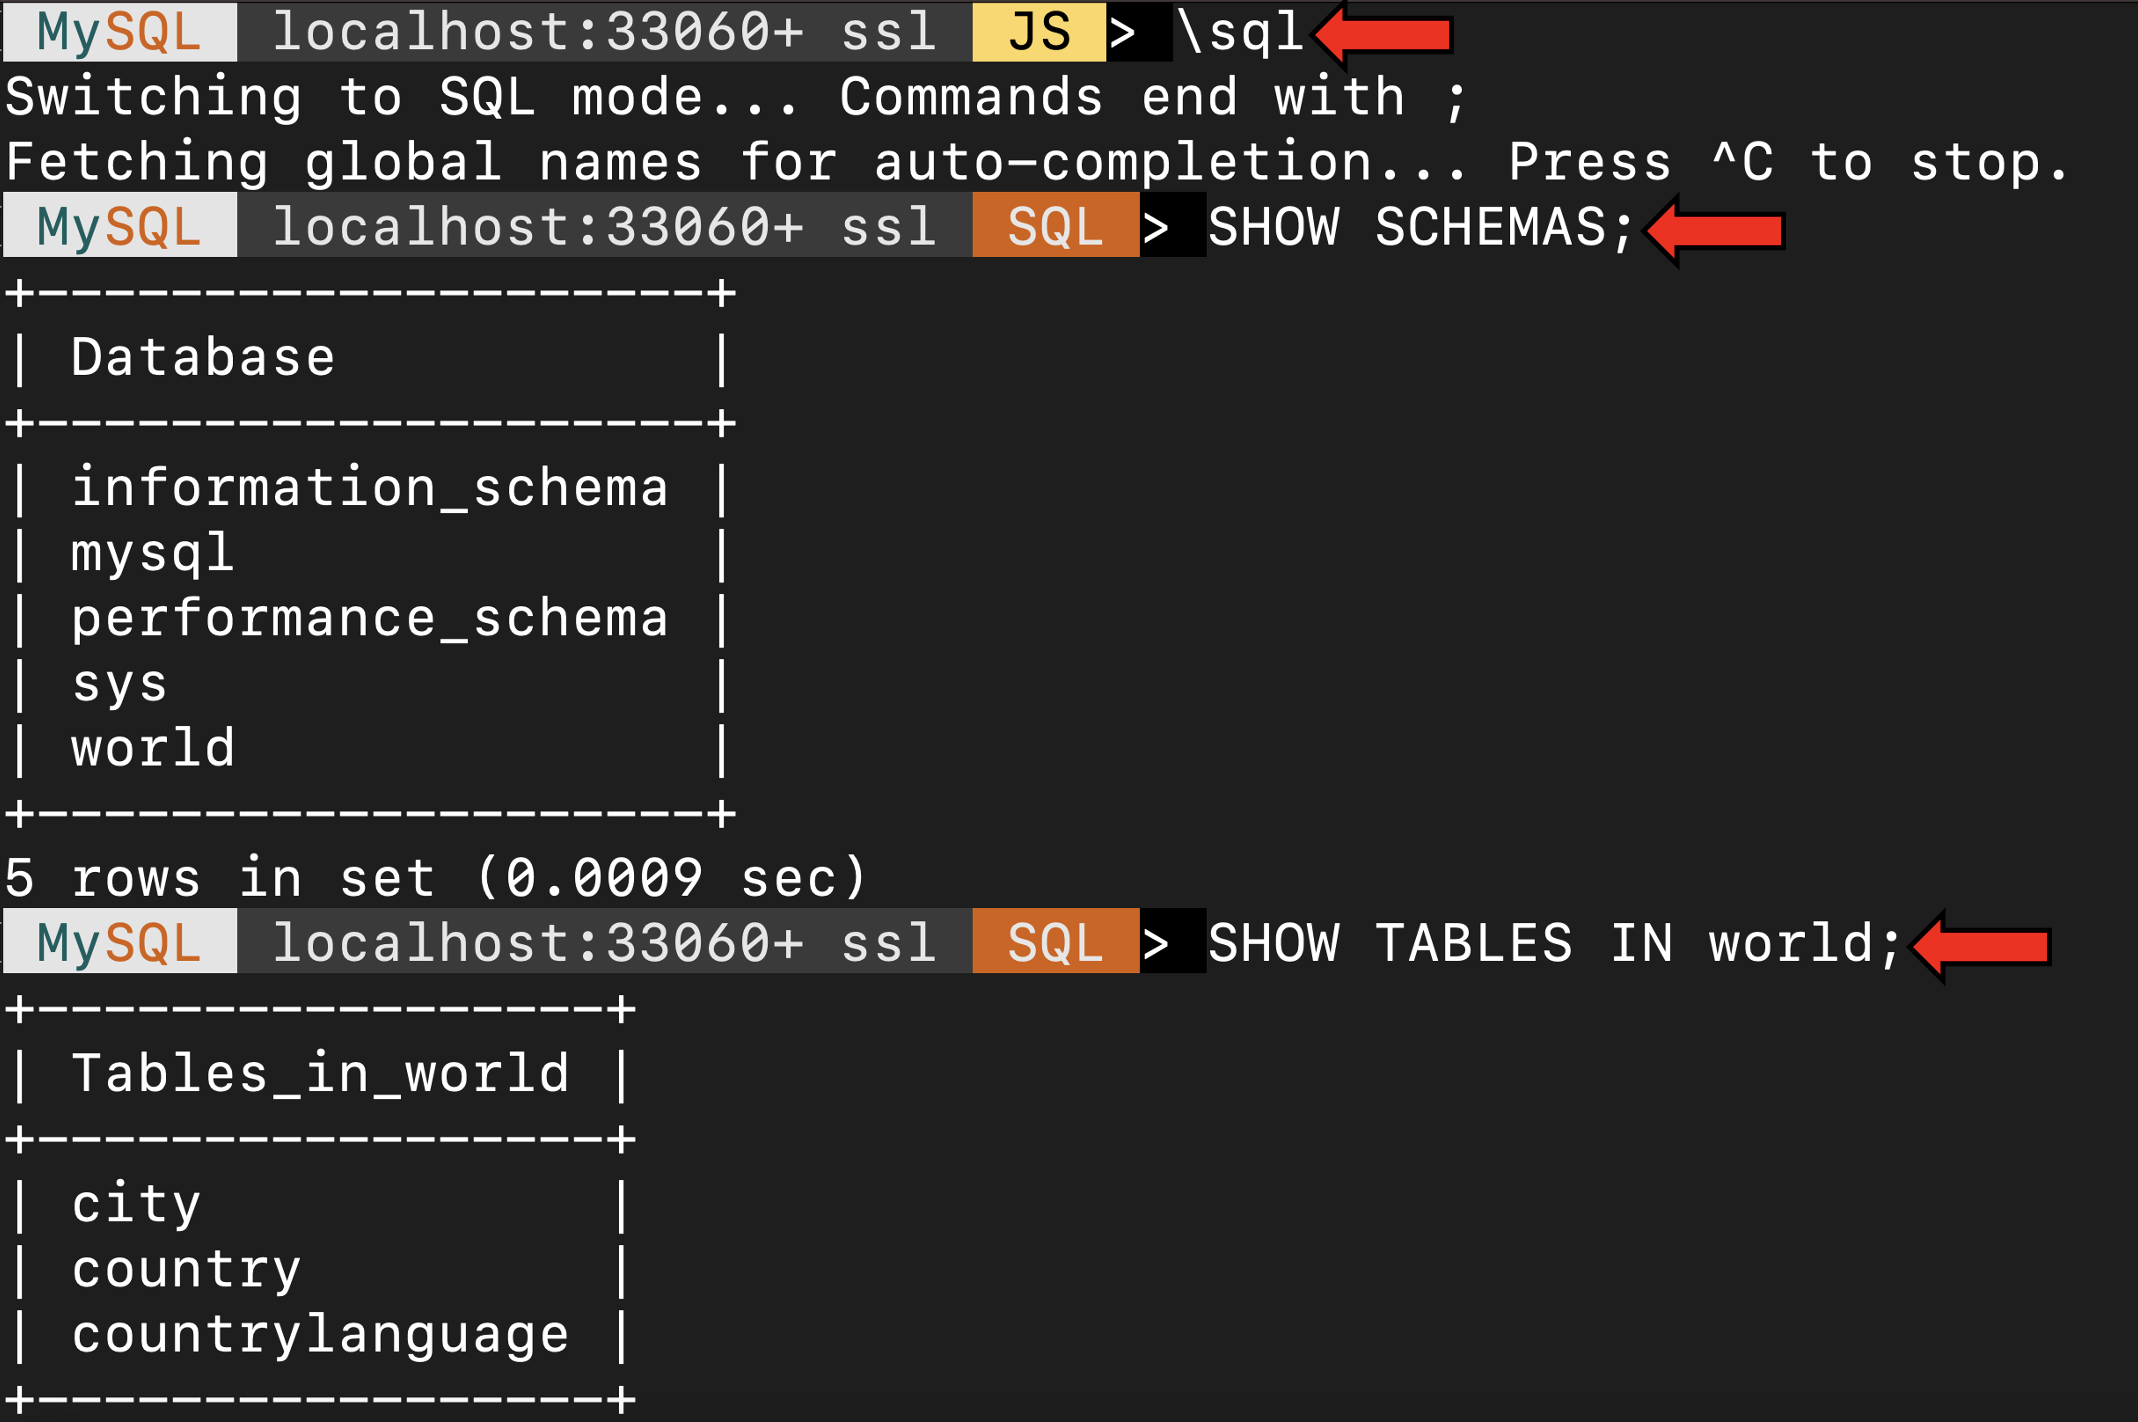 MySQL localhost:33060+ ssl JS > \sql
Switching to SQL mode... Commands end with ;
Fetching global names for auto-completion... Press ^C to stop.
MySQL localhost:33060+ ssl SQL > SHOW SCHEMAS;
+--------------------+
| Database           |
+--------------------+
| information_schema |
| mysql              |
| performance_schema |
| sys                |
| world              |
+--------------------+
5 rows in set (0.0009 sec)
MySQL localhost:33060+ ssl SQL > SHOW TABLES IN world;
+-----------------+
| Tables_in_world |
+-----------------+
| city            |
| country         |
| countrylanguage |
+-----------------+